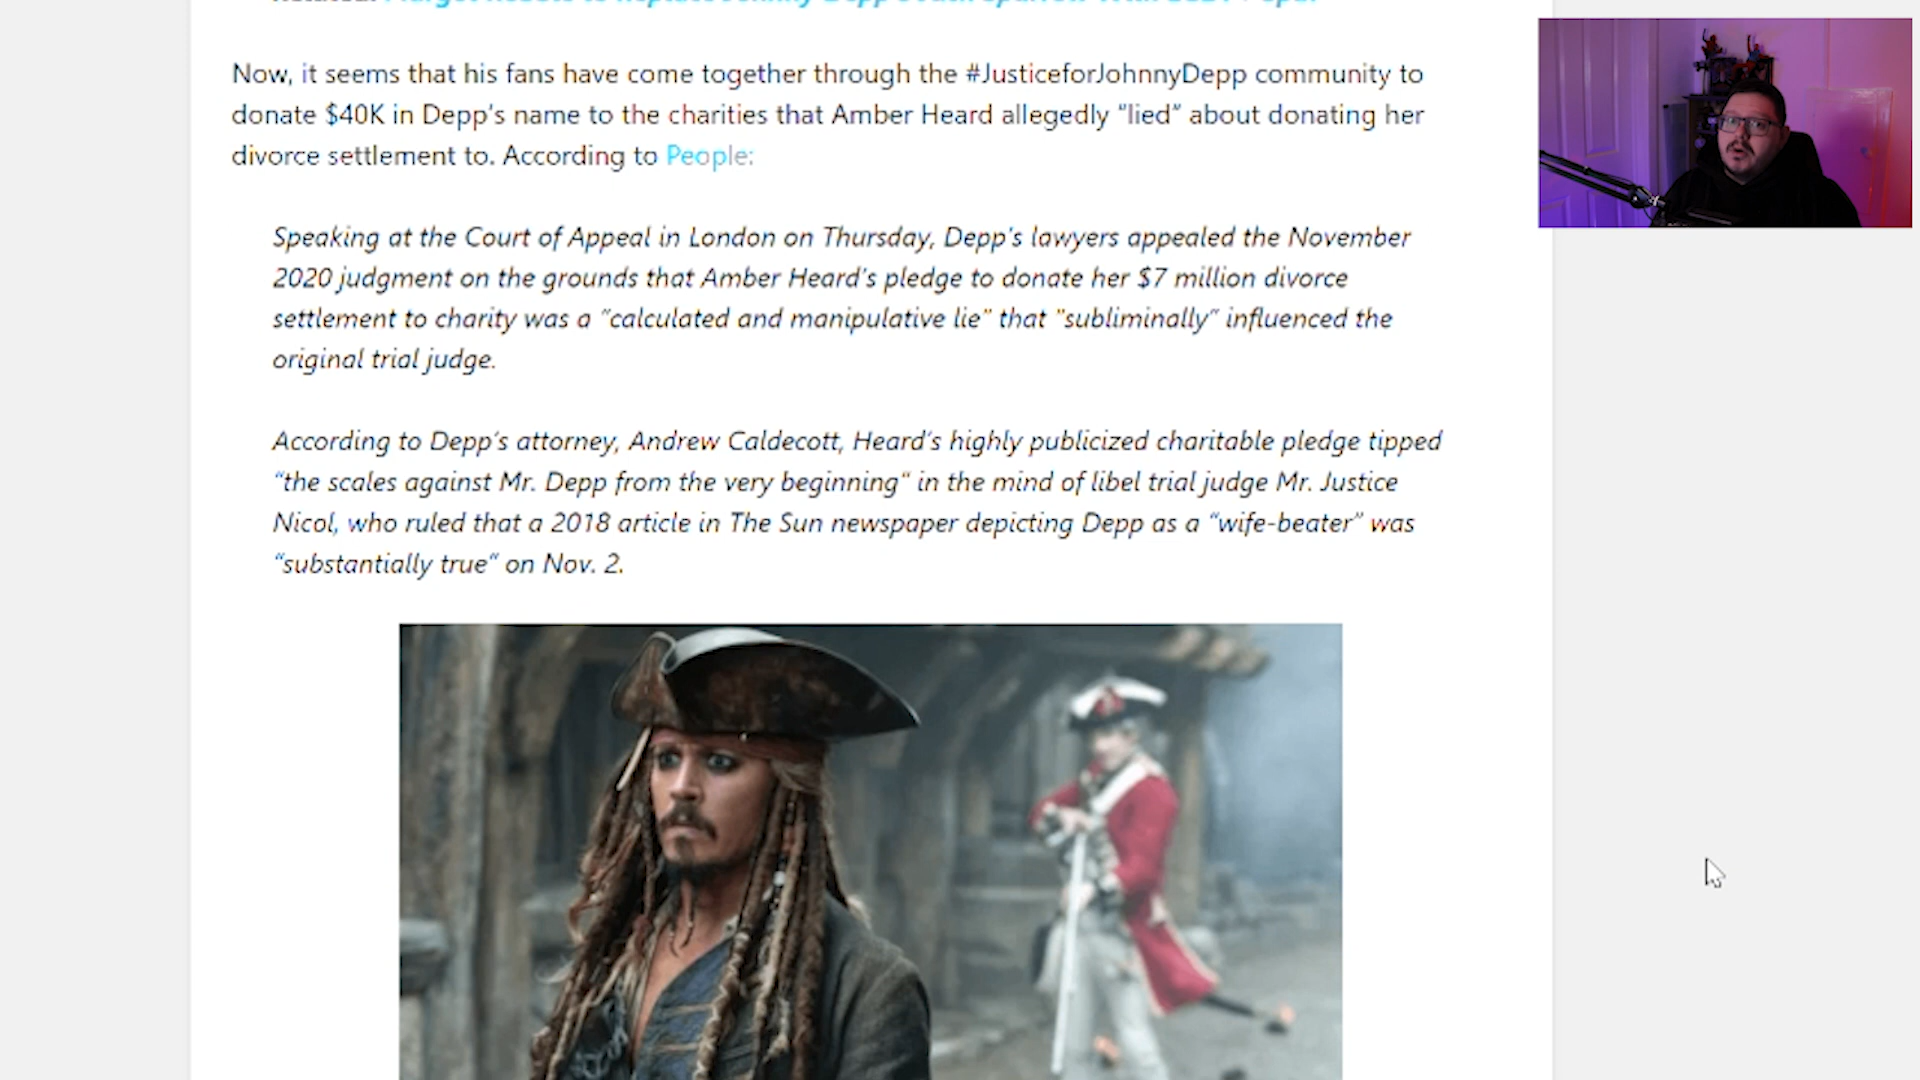 Now, it seems that his fans have come together through the #JusticeforJohnnyDepp community to
donate $40K in Depp's name to the charities that Amber Heard allegedly "lied" about donating her
divorce settlement to. According to People:
Speaking at the Court of Appeal in London on Thursday, Depp's lawyers appealed the November
2020 judgment on the grounds that Amber Heard's pledge to donate her $7 million divorce
settlement to charity was a "calculated and manipulative lie" that "subliminally" influenced the
original trial judge.
According to Depp's attorney, Andrew Caldecott, Heard's highly publicized charitable pledge tipped
"the scales against Mr. Depp from the very beginning" in the mind of libel trial judge Mr. Justice
Nicol, who ruled that a 2018 article in The Sun newspaper depicting Depp as a "wife-beater" was
"substantially true" on Nov. 2.